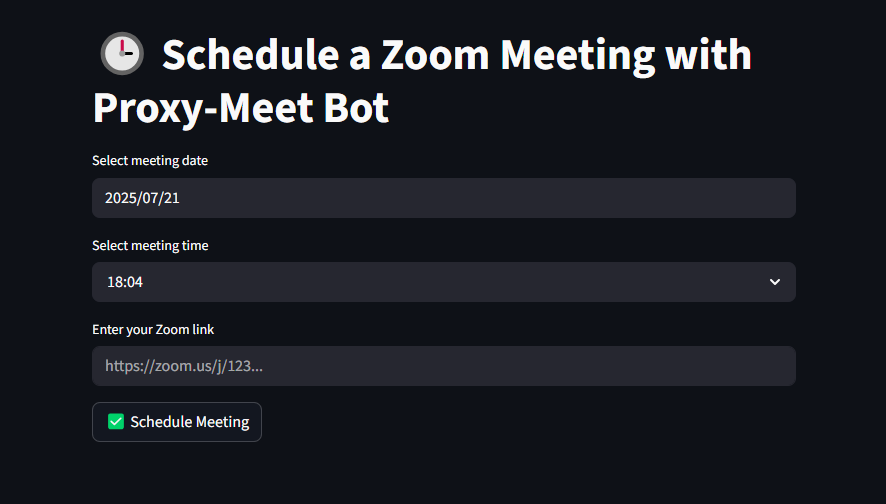 🕒 Schedule a Zoom Meeting with
Proxy-Meet Bot
Select meeting date
2025/07/21
Select meeting time
18:04
Enter your Zoom link
https://zoom.us/j/123...
✅ Schedule Meeting